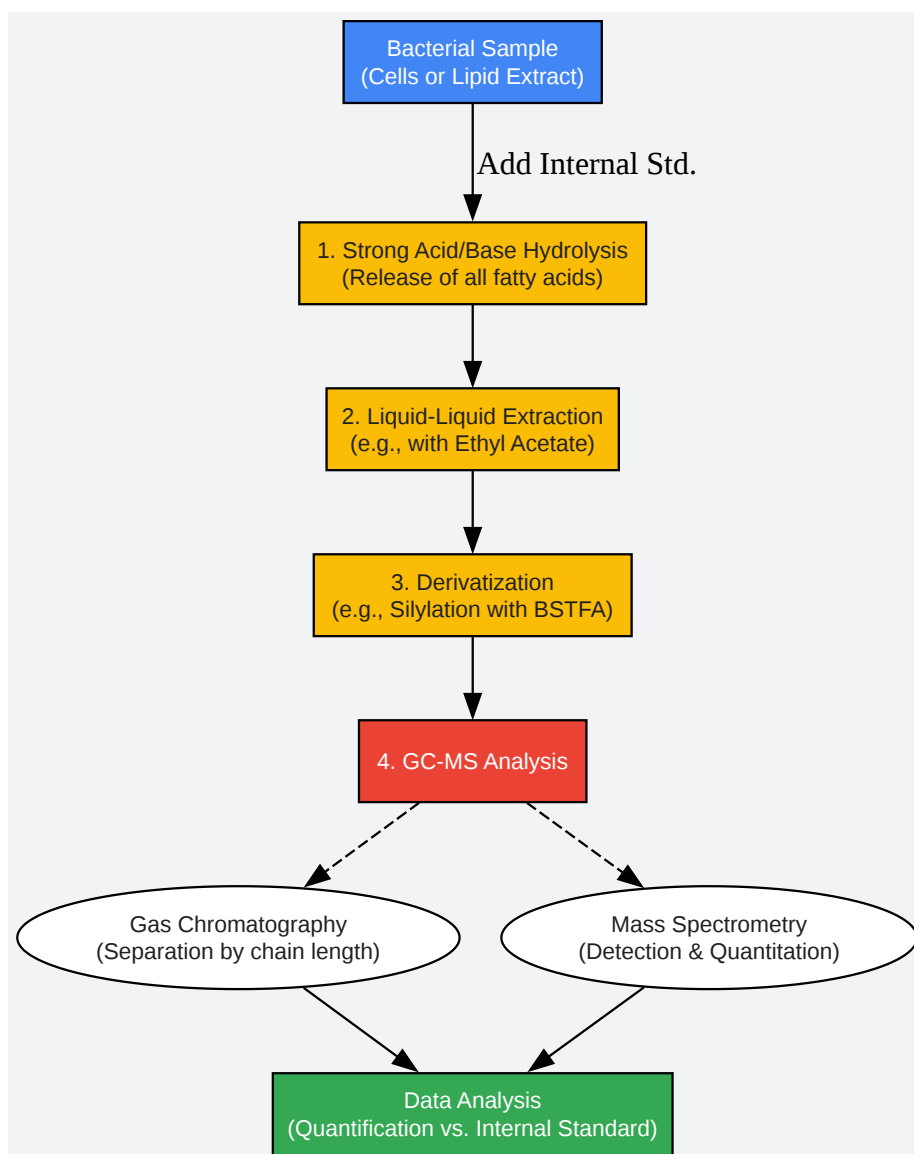 Bacterial Sample
(Cells or Lipid Extract)
Add Internal Std.
1. Strong Acid/Base Hydrolysis
(Release of all fatty acids)
2. Liquid-Liquid Extraction
(e.g., with Ethyl Acetate)
3. Derivatization
(e.g., Silylation with BSTFA)
4. GC-MS Analysis
Gas Chromatography
(Separation by chain length)
Mass Spectrometry
(Detection & Quantitation)
Data Analysis
(Quantification vs. Internal Standard)